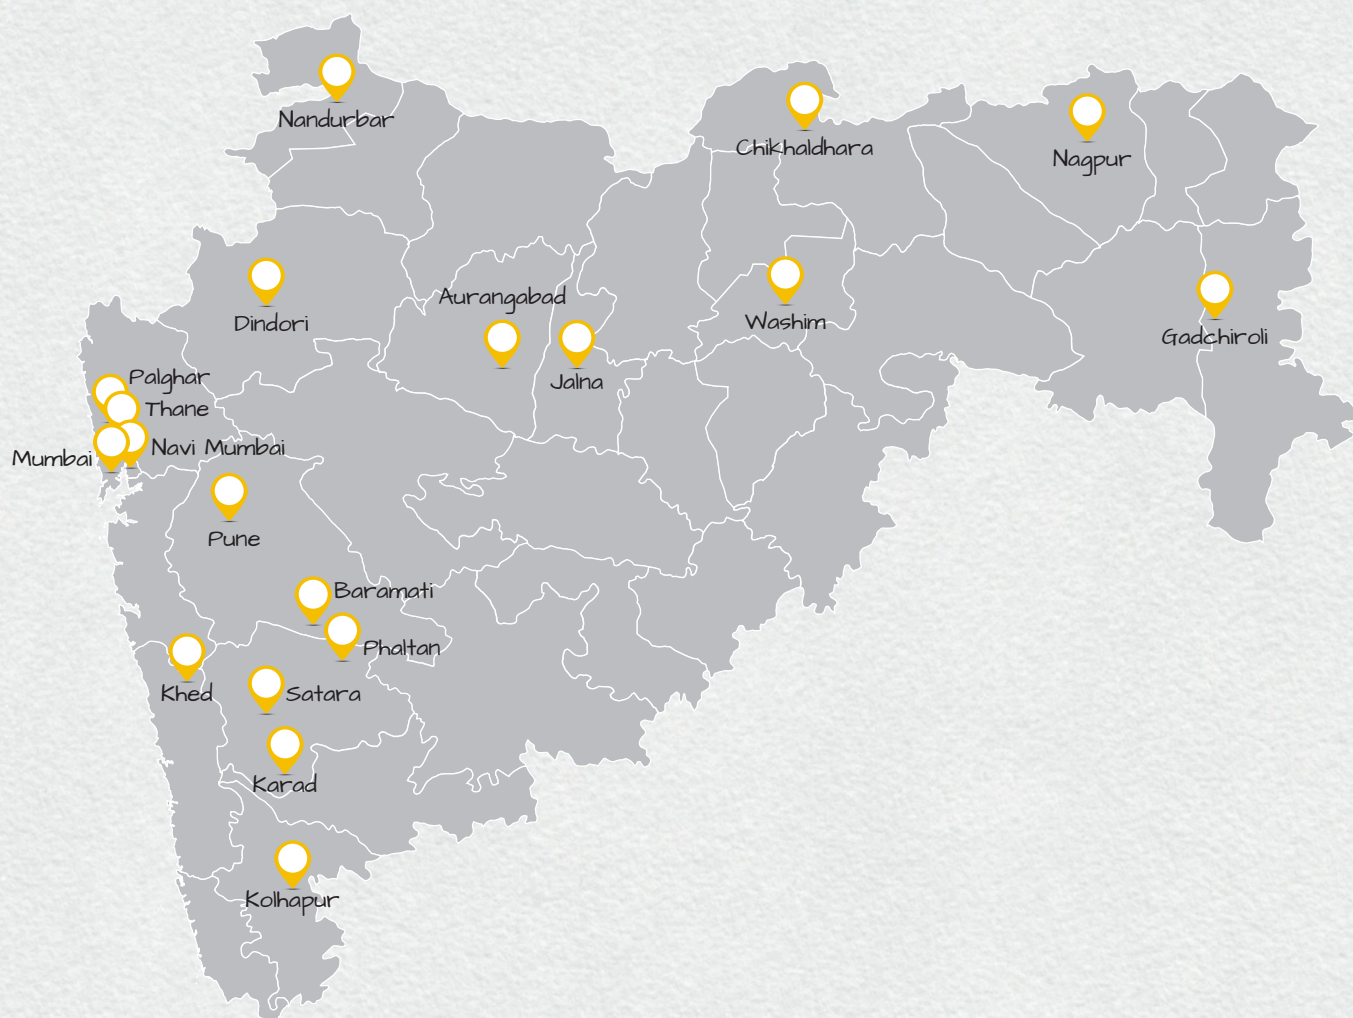 Nandurbar
Chikhaldhara
Nagpur
Aurangabad
Dindori
Washim
Gadchiroli
Palghar
Jalna
Thane
Navi Mumbai
Mumbai
Pune
Baramati
Phaltan
Khed
Satara
Karad
Kolhapur